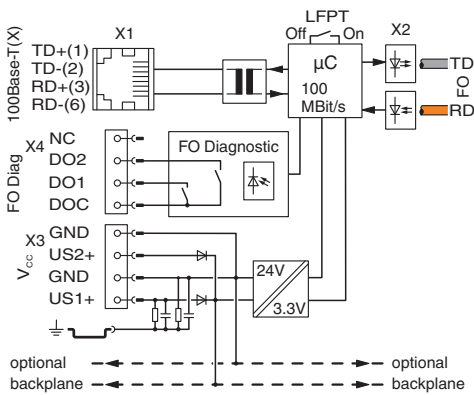 LFPT
Off On
X1
X2
100Base-T(X)
TD+(1)
TD-(2)
RD+(3)
RD-(6)
µC
100
MBit/s
TD
FO
RD
FO Diag
X4
NC
DO2
DO1
DOC
FO Diagnostic
Vcc
X3
GND
US2+
GND
US1+
24V
3.3V
optional
optional
backplane
backplane